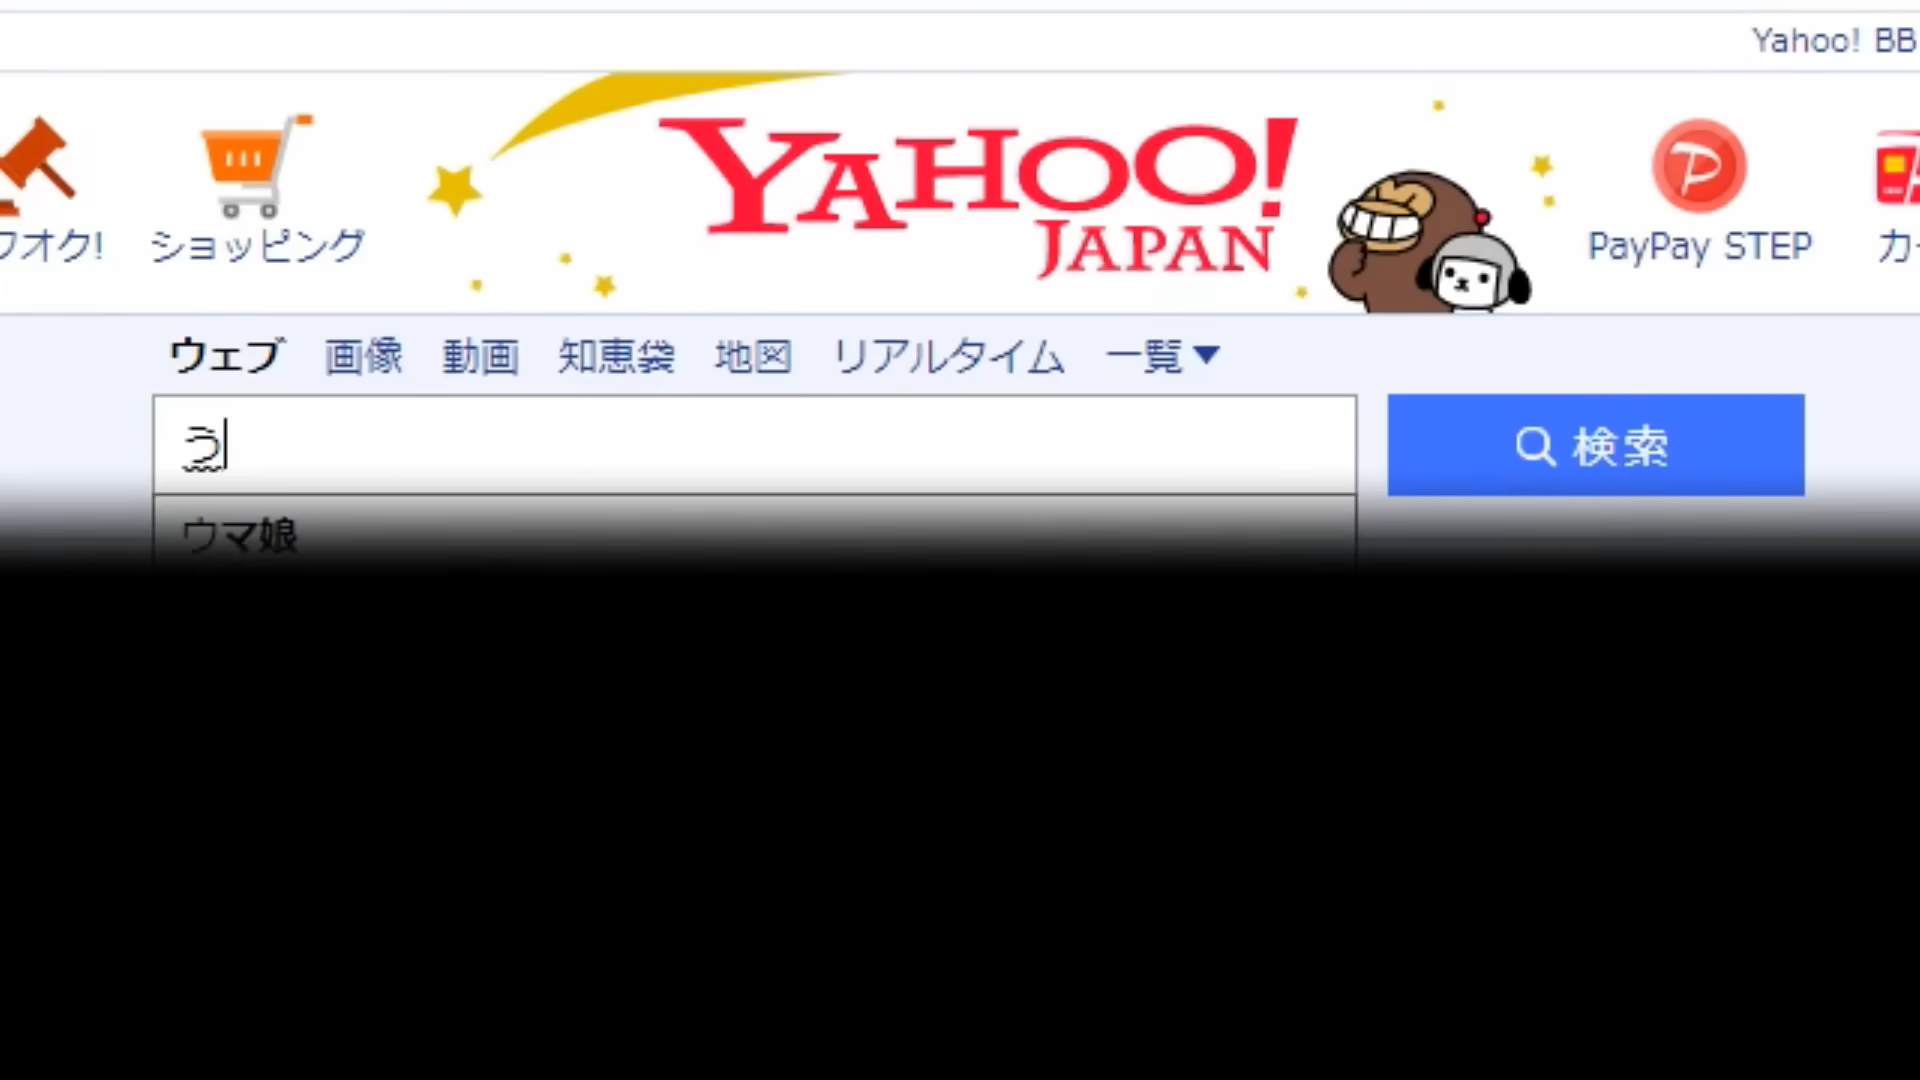 Yahoo! BB
YAHOO!
JAPAN
オク!
ショッピング
PayPay STEP
ウェブ 画像 動画 知恵袋 地図 リアルタイム 一覧▼
う
検索
ウマ娘